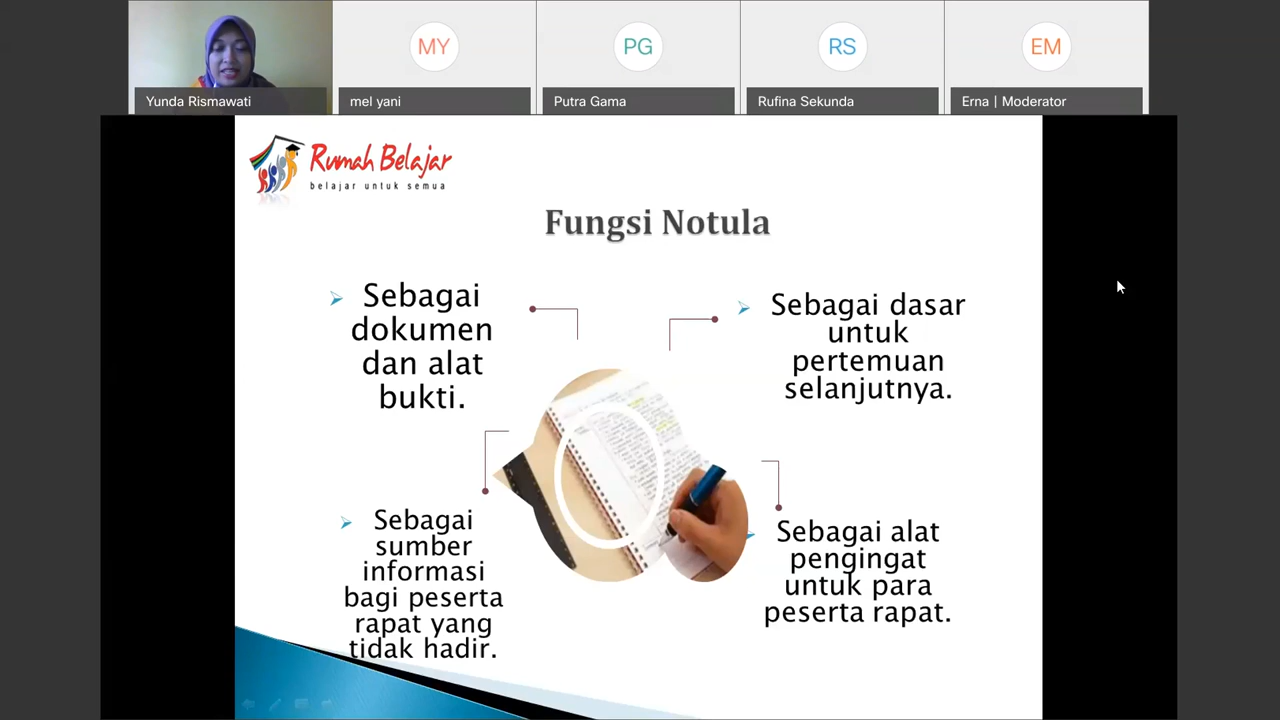 MY
PG
RS
EM
Yunda Rismawati
mel yani
Putra Gama
Rufina Sekunda
Erna | Moderator
Rumah Belajar
belajar untuk semua
Fungsi Notula
Sebagai
dokumen
dan alat
bukti.
Sebagai dasar
untuk
pertemuan
selanjutnya.
Sebagai
sumber
informasi
bagi peserta
rapat yang
tidak hadir.
Sebagai alat
pengingat
untuk para
peserta rapat.